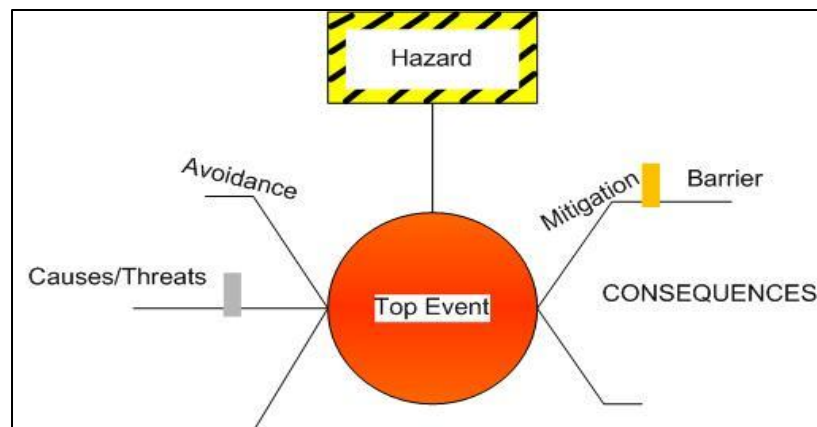 Hazard
Avoidance
Mitigation
Barrier
Causes/Threats
Top Event
CONSEQUENCES